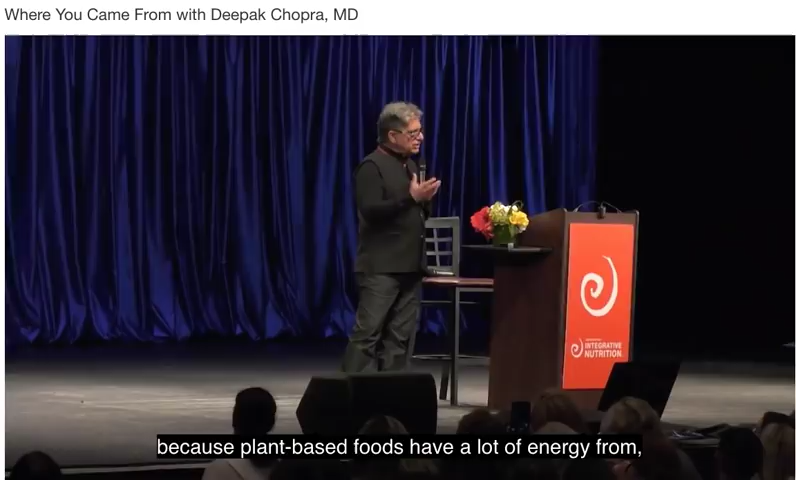 Where You Came From with Deepak Chopra, MD
INTEGRATIVE
NUTRITION
because plant-based foods have a lot of energy from,